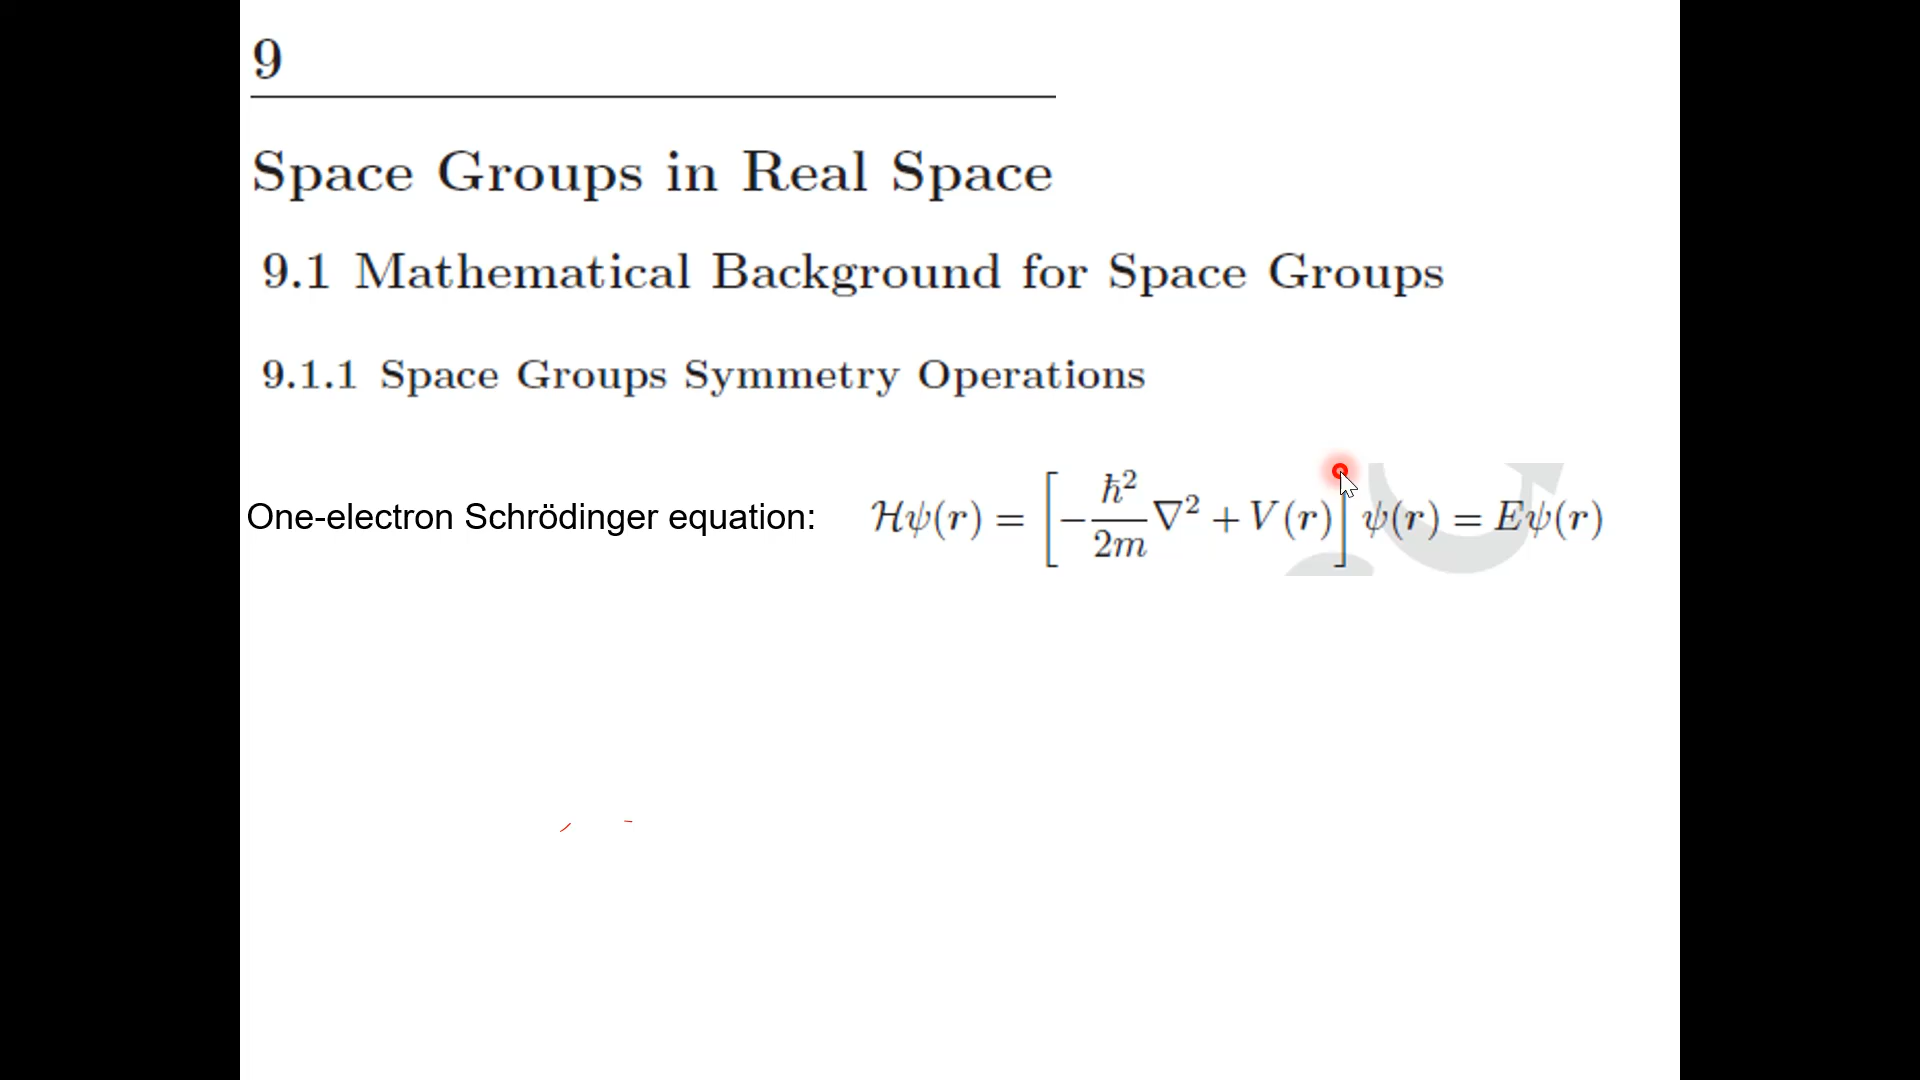 9
Space Groups in Real Space
9.1 Mathematical Background for Space Groups
9.1.1 Space Groups Symmetry Operations
One-electron Schrödinger equation: ℋψ(r) = [−ħ²/2m ∇² + V(r)] ψ(r) = Eψ(r)